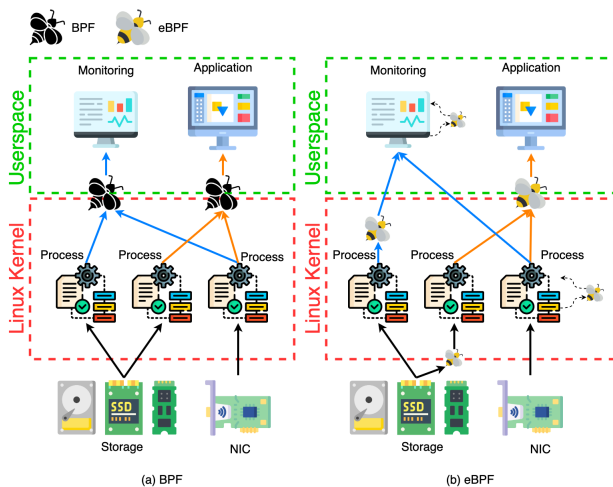 BPF
eBPF
Monitoring
Application
Userspace
Linux Kernel
Process
Process
Process
SSD
Storage
NIC
(a) BPF
Monitoring
Application
Userspace
Linux Kernel
Process
Process
Process
SSD
Storage
NIC
(b) eBPF